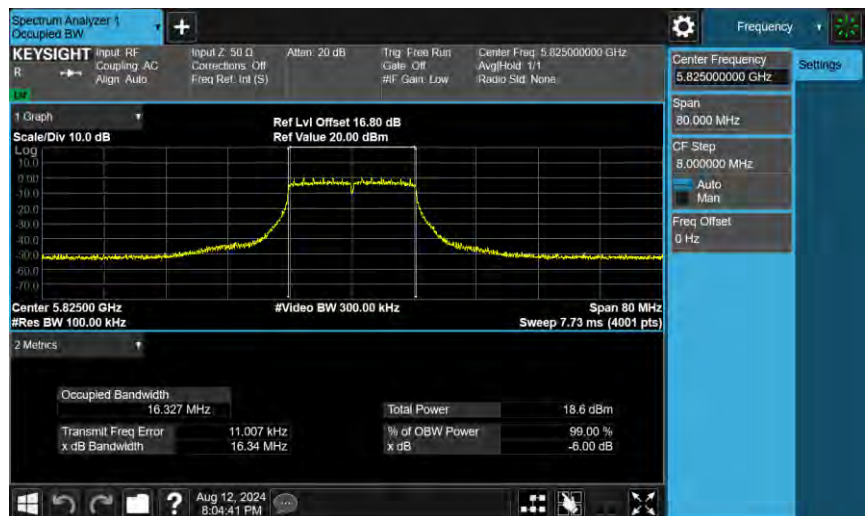 Spectrum Analyzer 1
Occupied BW
Frequency
KEYSIGHT
R
Input: RF
Coupling: AC
Align: Auto
Input Z: 50 Ω
Corrections: Off
Freq Ref: Int (S)
Atten: 20 dB
Trig: Free Run
Gate: Off
#IF Gain: Low
Center Freq: 5.825000000 GHz
Avg|Hold: 1/1
Radio Std: None
Center Frequency
5.825000000 GHz
Settings
Span
80.000 MHz
CF Step
8.000000 MHz
Auto
Man
Freq Offset
0 Hz
1 Graph
Scale/Div 10.0 dB
Ref Lvl Offset 16.80 dB
Ref Value 20.00 dBm
Log
10.0
0.00
-10.0
-20.0
-30.0
-40.0
-50.0
-60.0
-70.0
Center 5.82500 GHz
#Video BW 300.00 kHz
Span 80 MHz
#Res BW 100.00 kHz
Sweep 7.73 ms (4001 pts)
2 Metrics
Occupied Bandwidth
16.327 MHz
Total Power 18.6 dBm
Transmit Freq Error 11.007 kHz
% of OBW Power 99.00 %
x dB Bandwidth 16.34 MHz
x dB -6.00 dB
?
Aug 12, 2024
8:04:41 PM